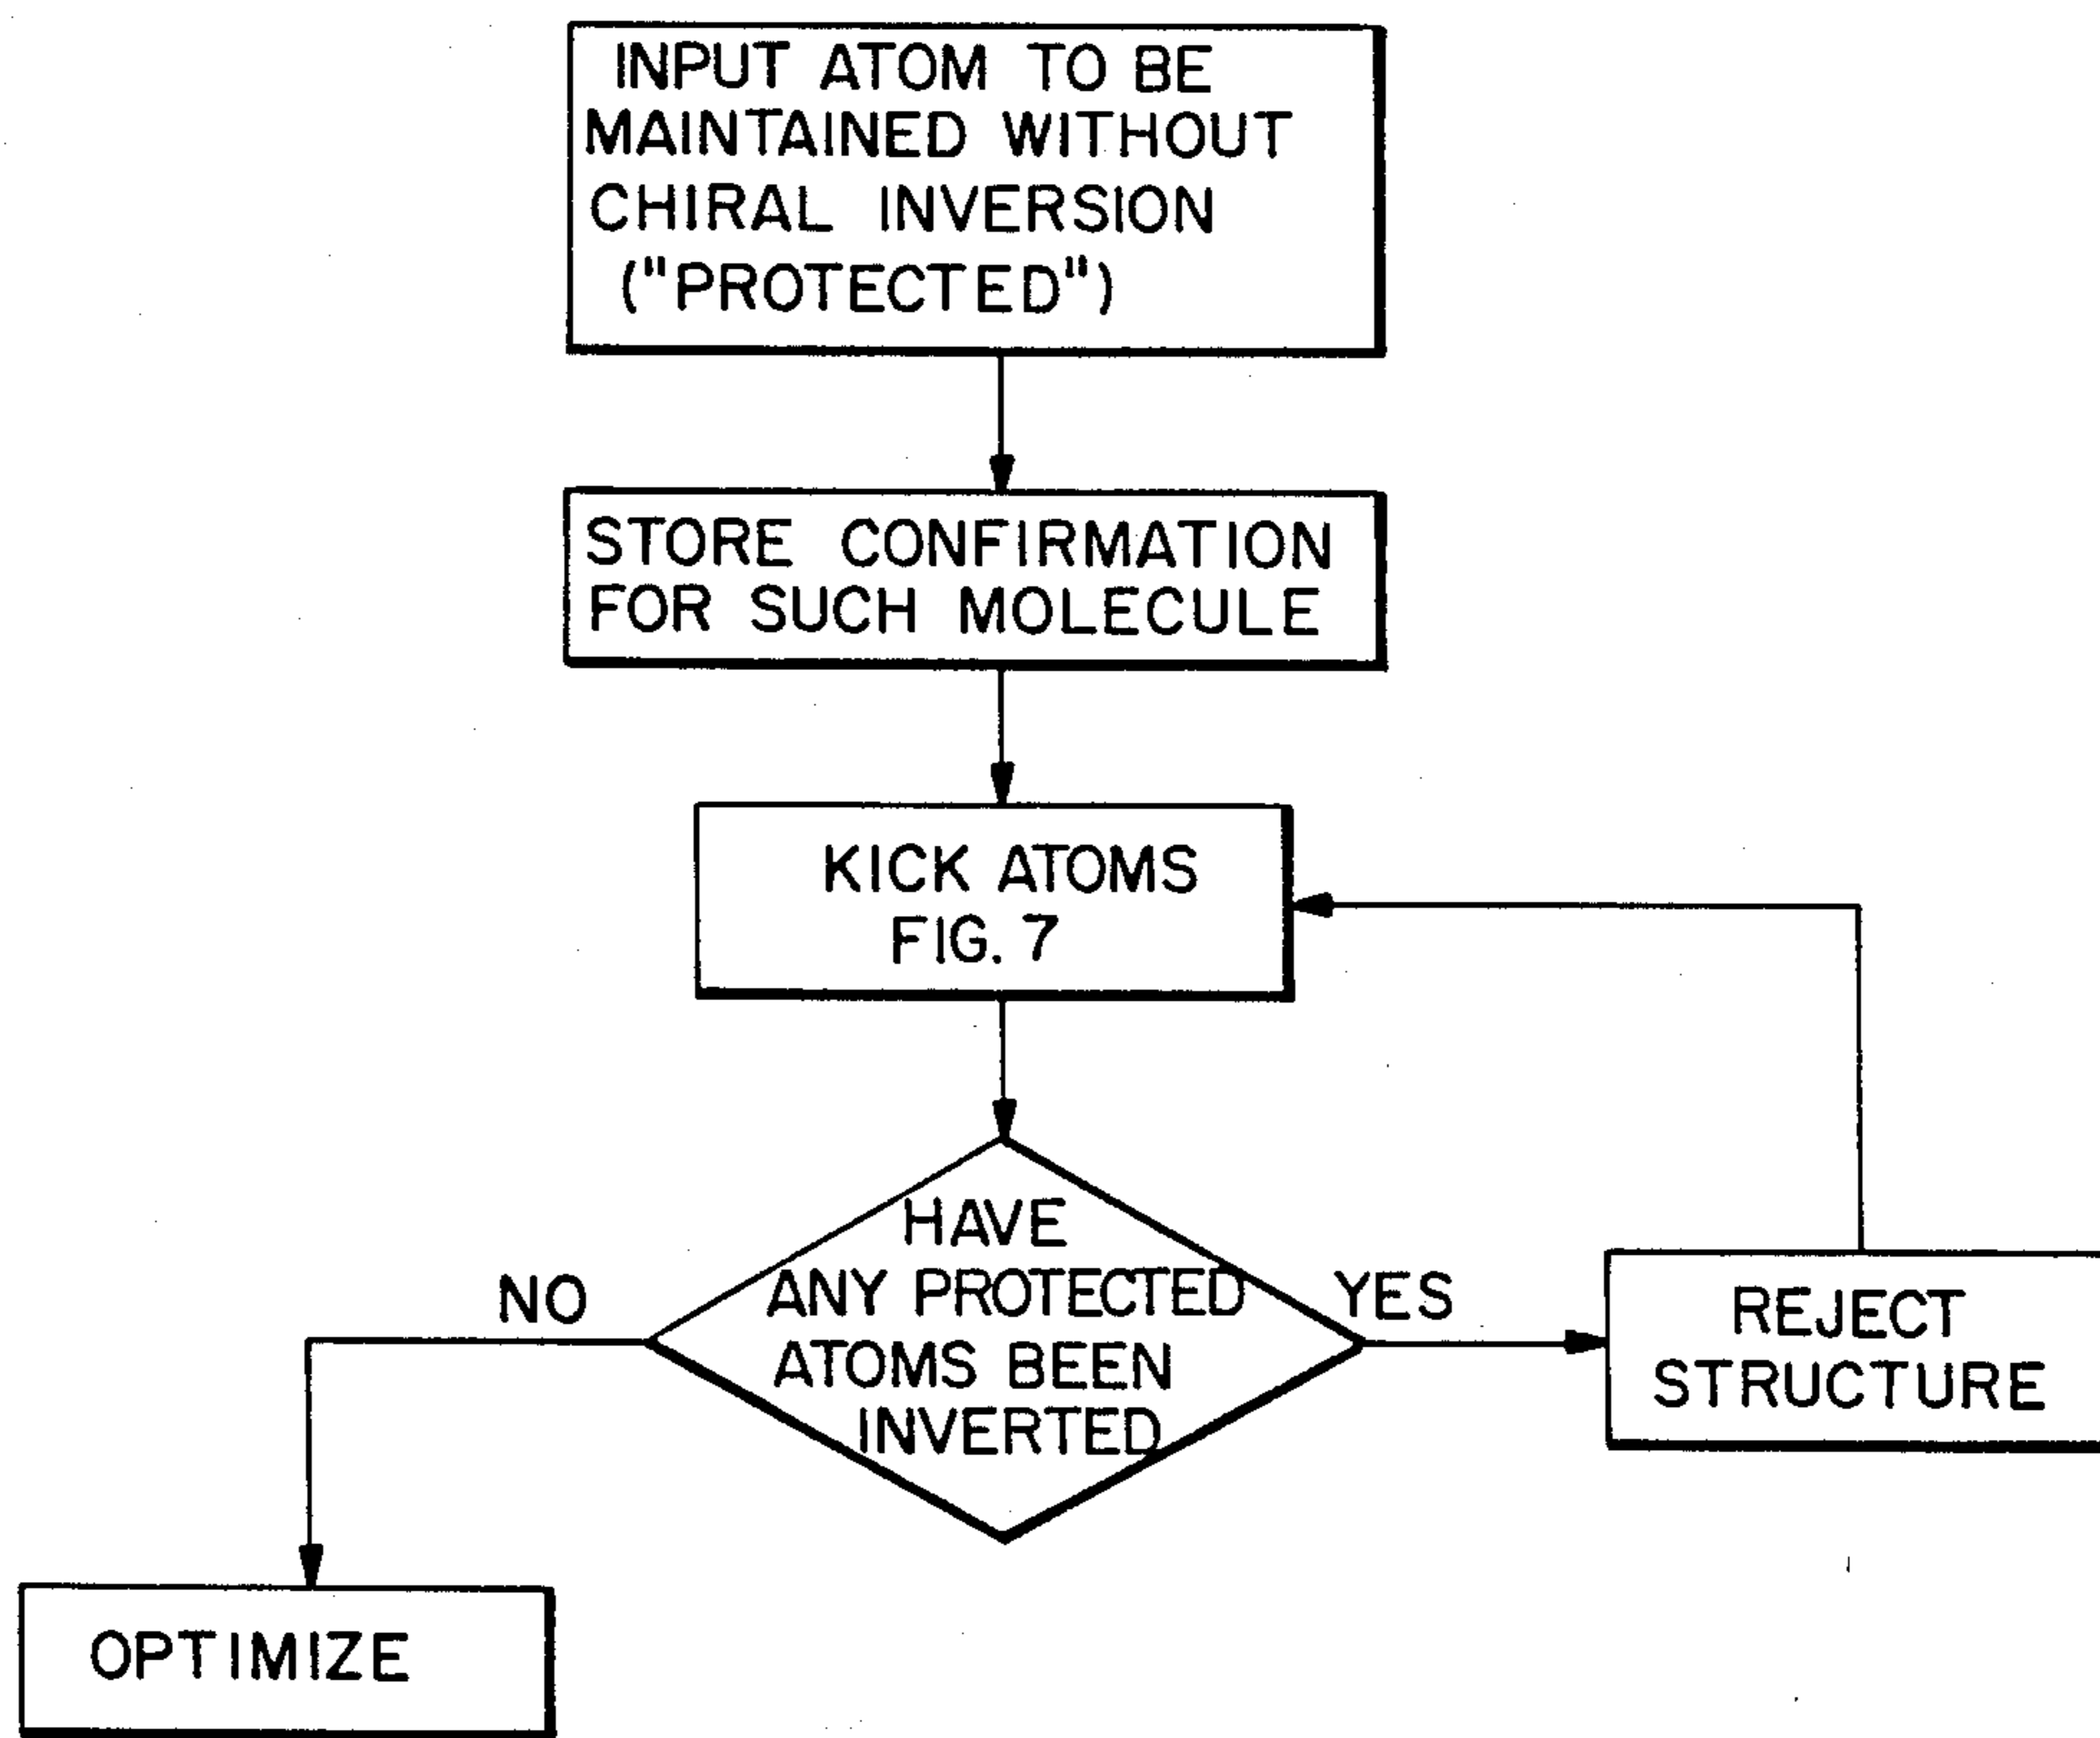 INPUT ATOM TO BE
MAINTAINED WITHOUT
CHIRAL INVERSION
("PROTECTED")
STORE CONFIRMATION
FOR SUCH MOLECULE
KICK ATOMS
FIG. 7
HAVE
ANY PROTECTED
ATOMS BEEN
INVERTED
NO
YES
REJECT
STRUCTURE
OPTIMIZE